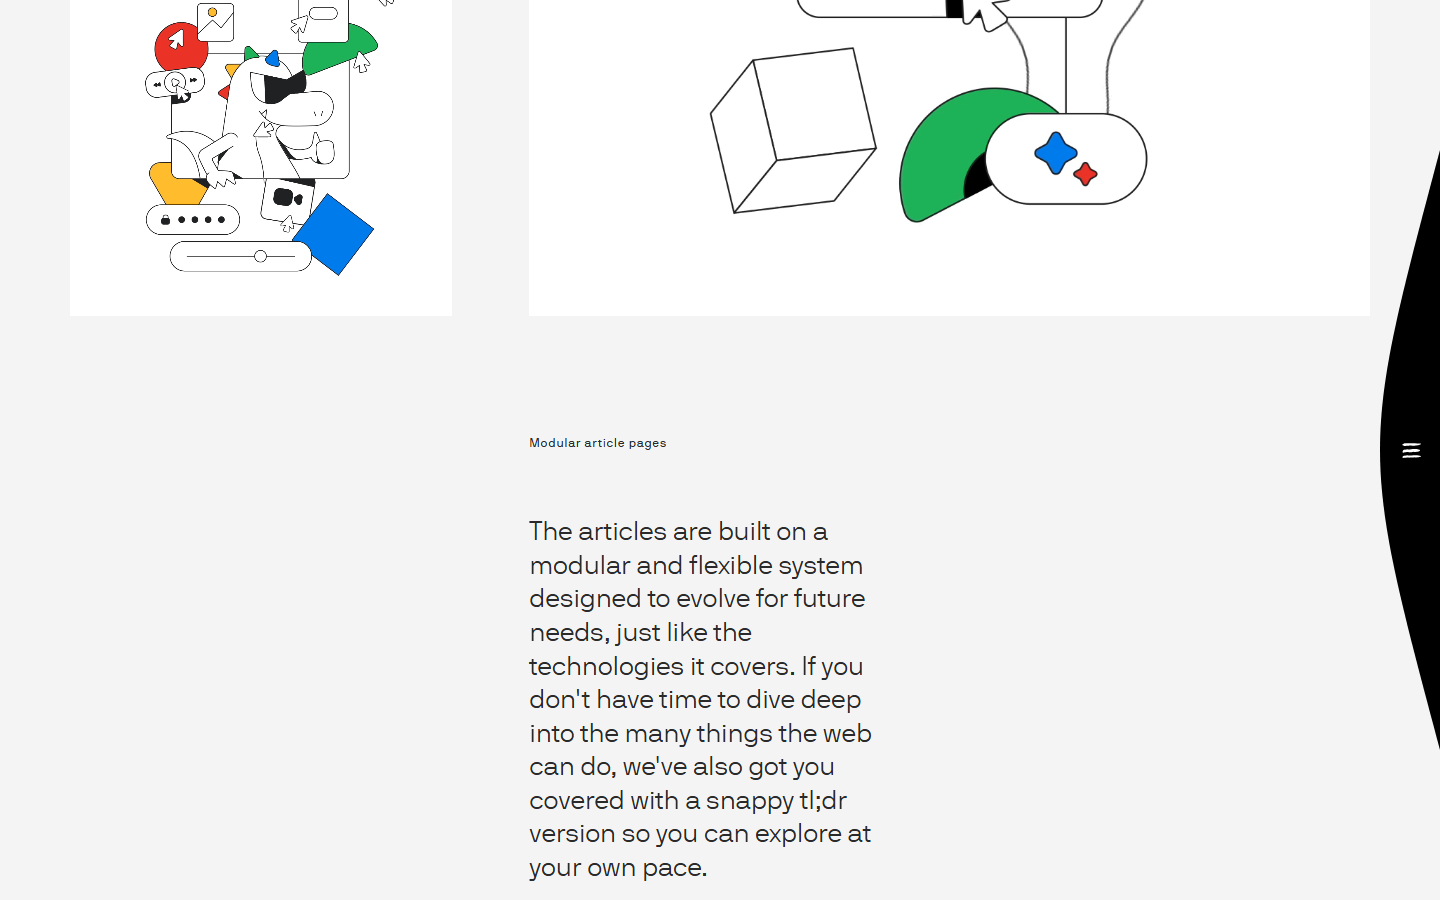 Modular article pages
The articles are built on a
modular and flexible system
designed to evolve for future
needs, just like the
technologies it covers. If you
don't have time to dive deep
into the many things the web
can do, we've also got you
covered with a snappy tl;dr
version so you can explore at
your own pace.